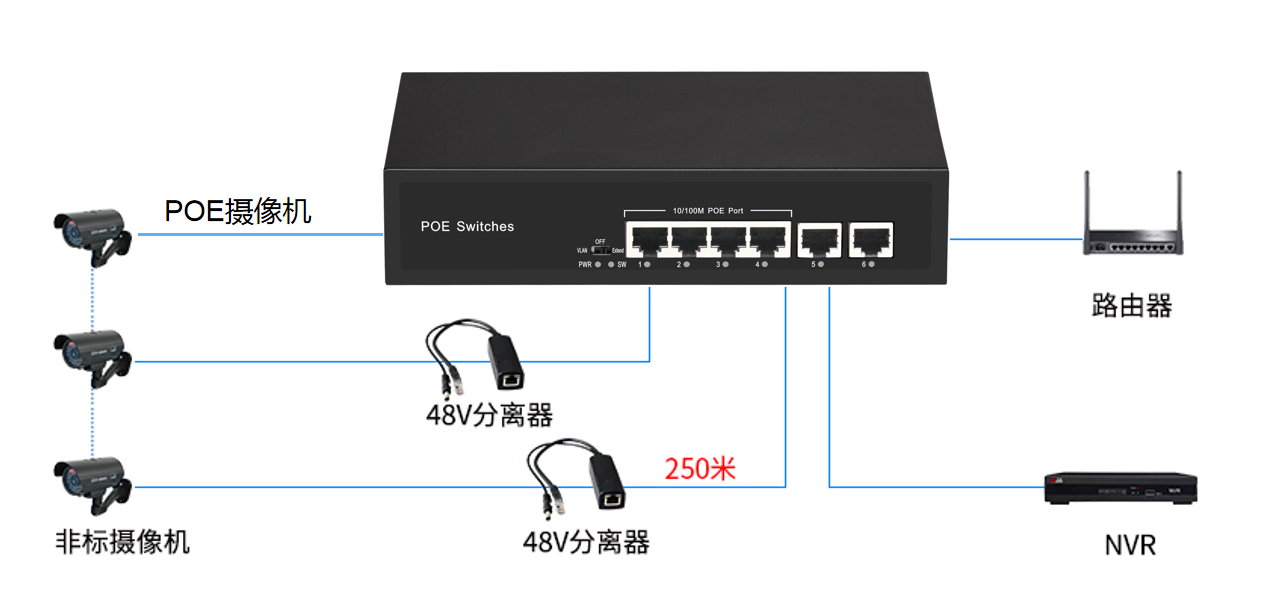 POE摄像机
10/100M POE Port
POE Switches
OFF
VLAN Extend
PWR SW 1 2 3 4 5 6
路由器
48V分离器
250米
非标摄像机
48V分离器
NVR
NVR